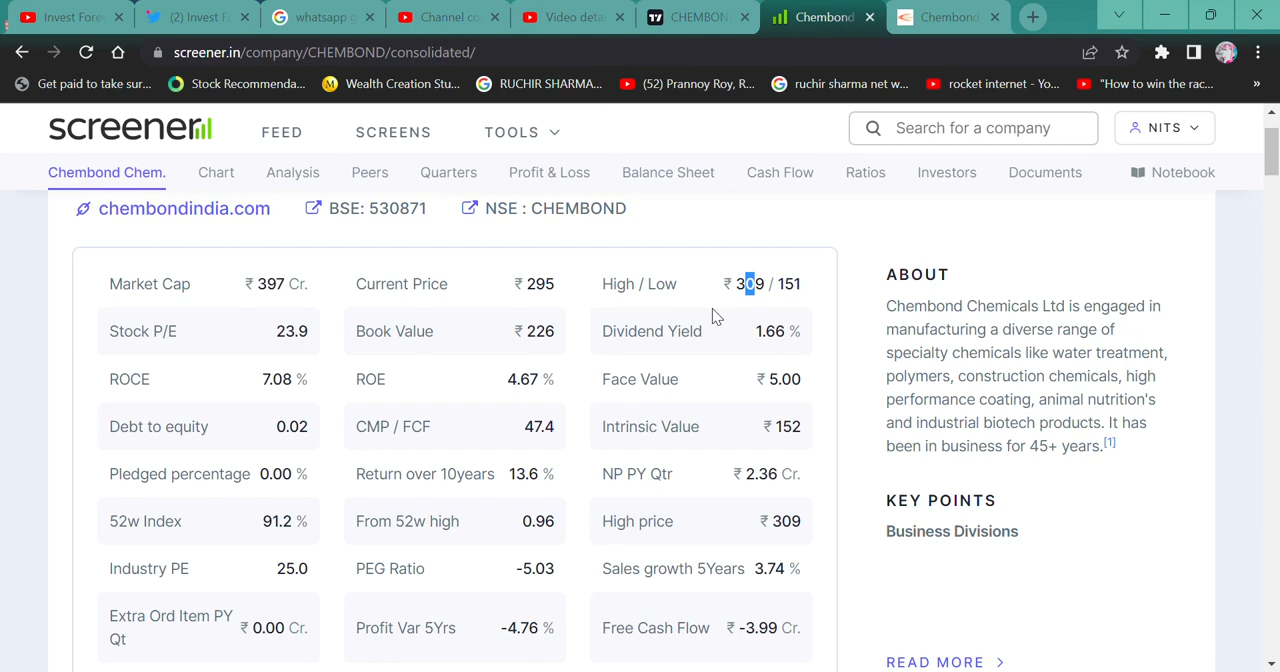 Invest Fore
(2) Invest F
whatsapp g
Channel co
Video deta
CHEMBON
Chembond
Chembond
screener.in/company/CHEMBOND/consolidated/
Get paid to take sur...
Stock Recommenda...
Wealth Creation Stu...
RUCHIR SHARMA...
(52) Prannoy Roy, R...
ruchir sharma net w...
rocket internet - Yo...
"How to win the rac...
»
screener
FEED
SCREENS
TOOLS
Search for a company
NITS
Chembond Chem.
Chart
Analysis
Peers
Quarters
Profit & Loss
Balance Sheet
Cash Flow
Ratios
Investors
Documents
Notebook
chembondindia.com
BSE: 530871
NSE : CHEMBOND
Market Cap ₹ 397 Cr.
Current Price ₹ 295
High / Low ₹ 309 / 151
Stock P/E 23.9
Book Value ₹ 226
Dividend Yield 1.66 %
ROCE 7.08 %
ROE 4.67 %
Face Value ₹ 5.00
Debt to equity 0.02
CMP / FCF 47.4
Intrinsic Value ₹ 152
Pledged percentage 0.00 %
Return over 10years 13.6 %
NP PY Qtr ₹ 2.36 Cr.
52w Index 91.2 %
From 52w high 0.96
High price ₹ 309
Industry PE 25.0
PEG Ratio -5.03
Sales growth 5Years 3.74 %
Extra Ord Item PY
Qt ₹ 0.00 Cr.
Profit Var 5Yrs -4.76 %
Free Cash Flow ₹ -3.99 Cr.
ABOUT
Chembond Chemicals Ltd is engaged in
manufacturing a diverse range of
specialty chemicals like water treatment,
polymers, construction chemicals, high
performance coating, animal nutrition's
and industrial biotech products. It has
been in business for 45+ years.[1]
KEY POINTS
Business Divisions
READ MORE